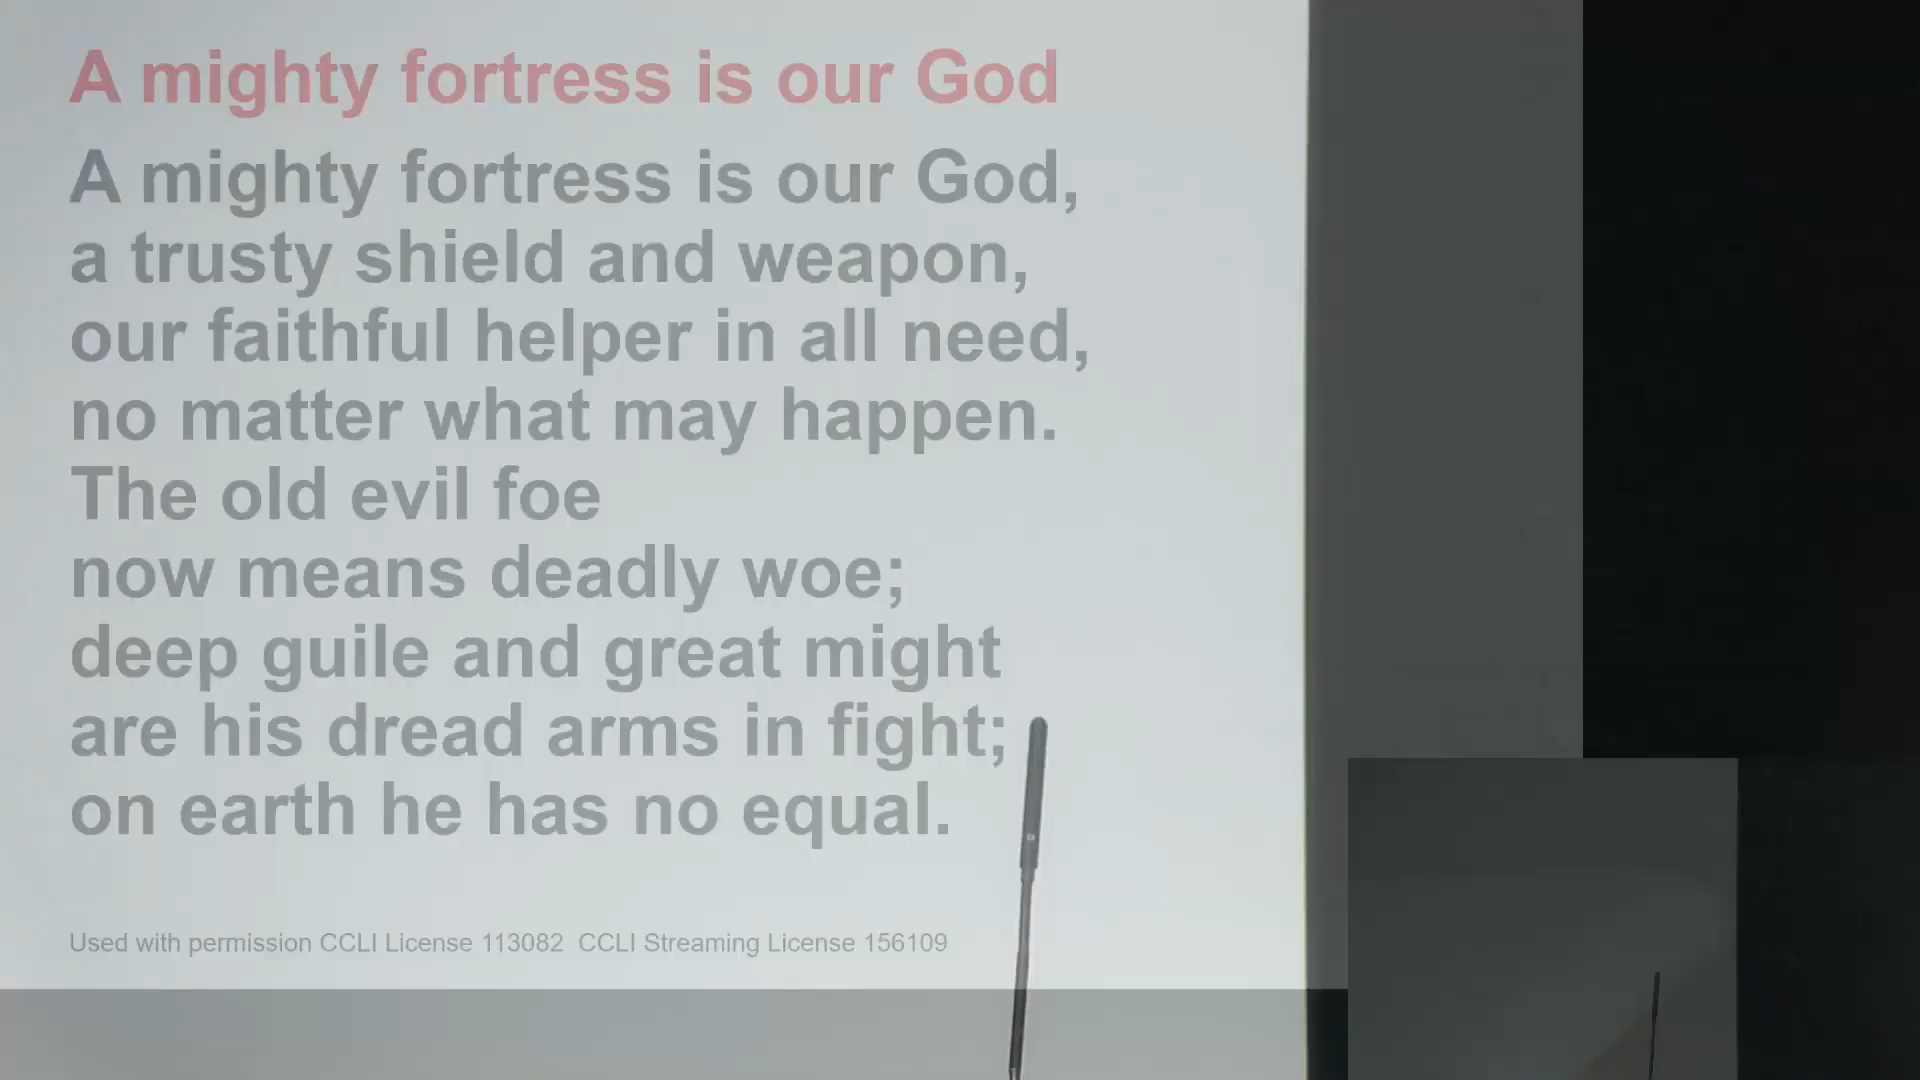 A mighty fortress is our God
A mighty fortress is our God,
a trusty shield and weapon,
our faithful helper in all need,
no matter what may happen.
The old evil foe
now means deadly woe;
deep guile and great might
are his dread arms in fight;
on earth he has no equal.
Used with permission CCLI License 113082  CCLI Streaming License 156109